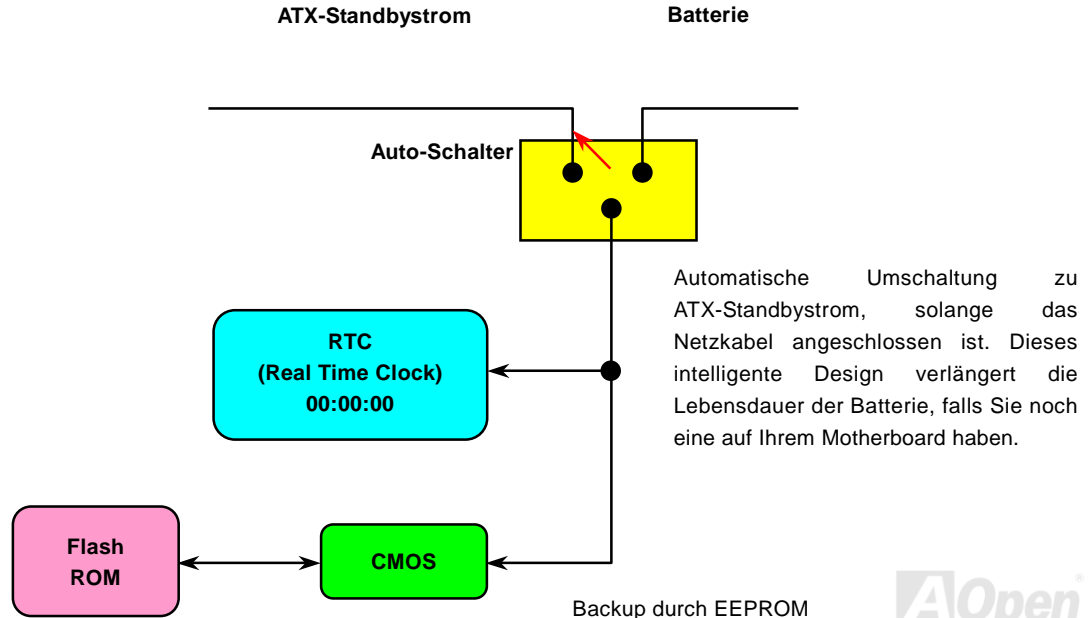 ATX-Standbystrom
Batterie
Auto-Schalter
Automatische Umschaltung zu
ATX-Standbystrom, solange das
Netzkabel angeschlossen ist. Dieses
intelligente Design verlängert die
Lebensdauer der Batterie, falls Sie noch
eine auf Ihrem Motherboard haben.
RTC
(Real Time Clock)
00:00:00
Flash
ROM
CMOS
Backup durch EEPROM
AOpen®